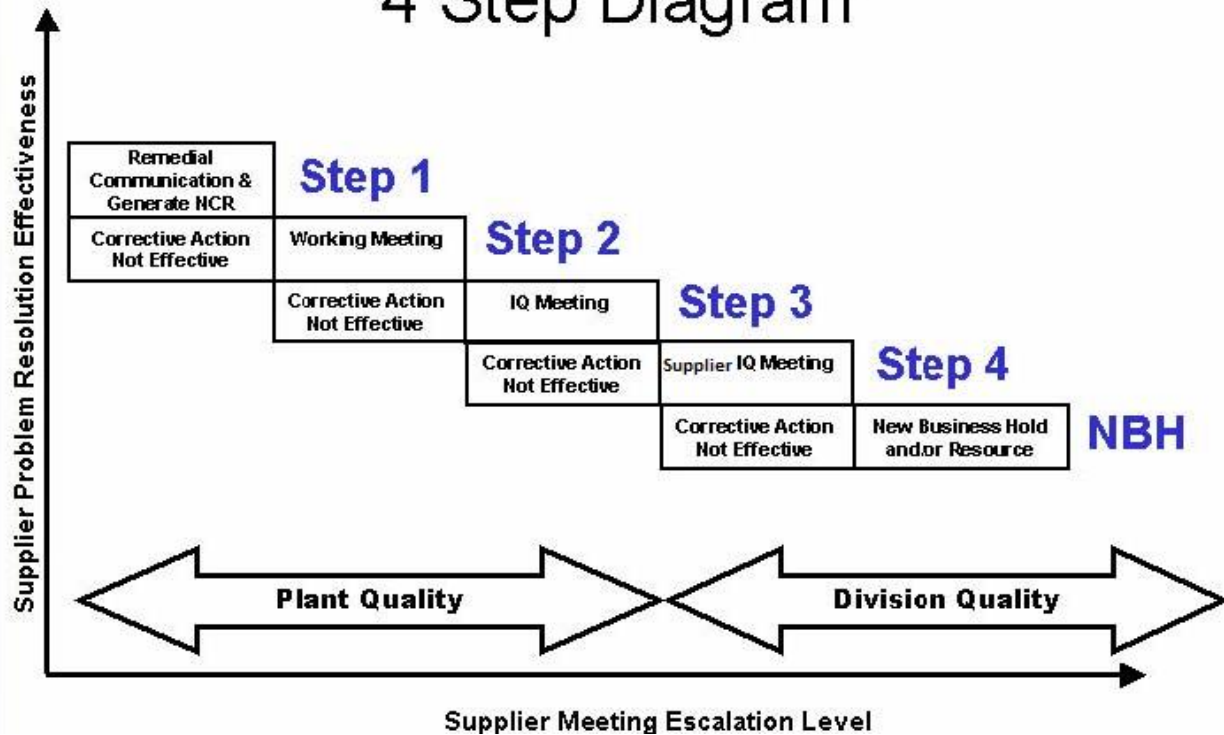 4 Step Diagram
Supplier Problem Resolution Effectiveness
Remedial
Communication &
Generate NCR
Step 1
Corrective Action
Not Effective
Working Meeting
Step 2
Corrective Action
Not Effective
IQ Meeting
Step 3
Corrective Action
Not Effective
Supplier IQ Meeting
Step 4
Corrective Action
Not Effective
New Business Hold
and.or Resource
NBH
Plant Quality
Division Quality
Supplier Meeting Escalation Level